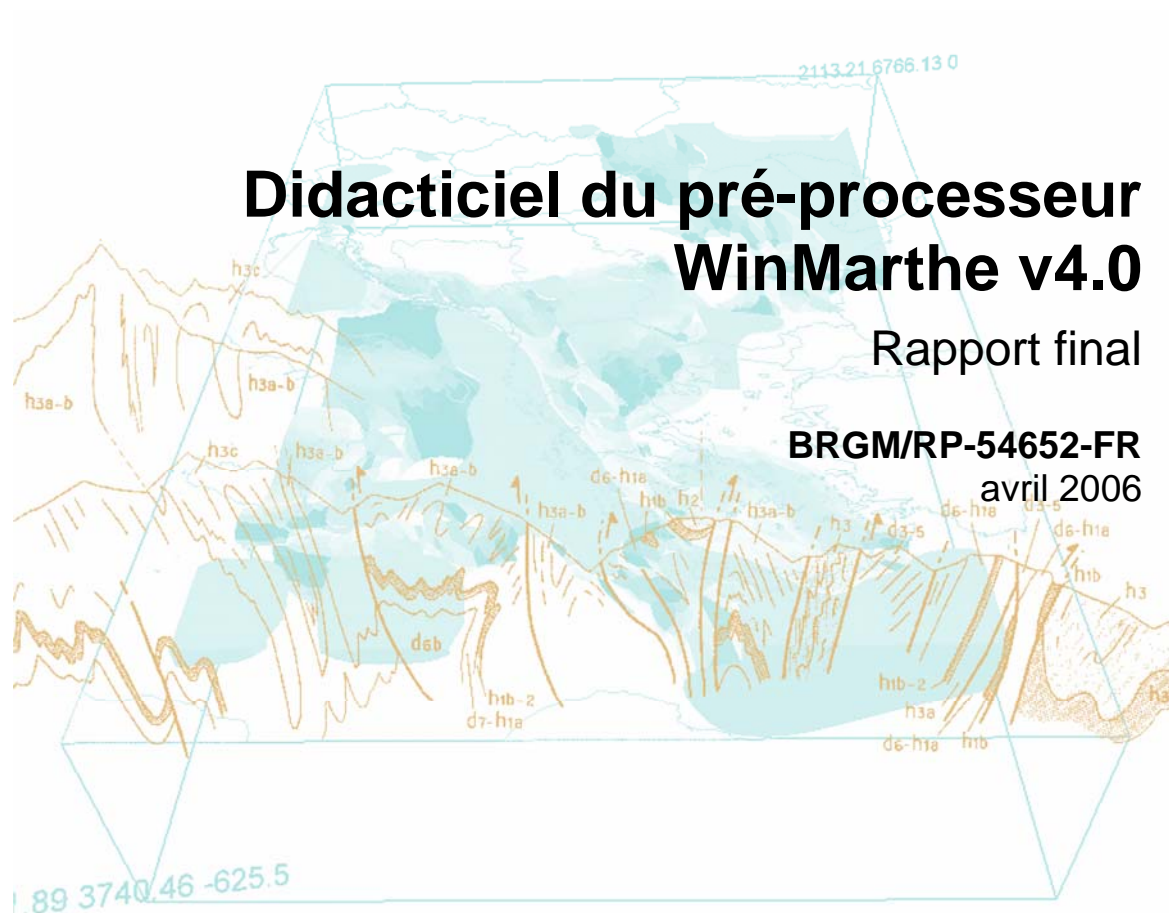 2113.21 6766.13 0
Didacticiel du pré-processeur
WinMarthe v4.0
Rapport final
BRGM/RP-54652-FR
avril 2006
h3c
h3a-b
h3a-b
h3c
h3a-b
h3a-b
d6-h1a
h1b
h2
h3a-b
h3a-b
h3
d3-5
d6-h1a
d3-5
d6-h1a
h1b
h3
d6b
h1b-2
d7-h1a
h1b-2
h3a
d6-h1a
h1b
89 3740.46 -625.5